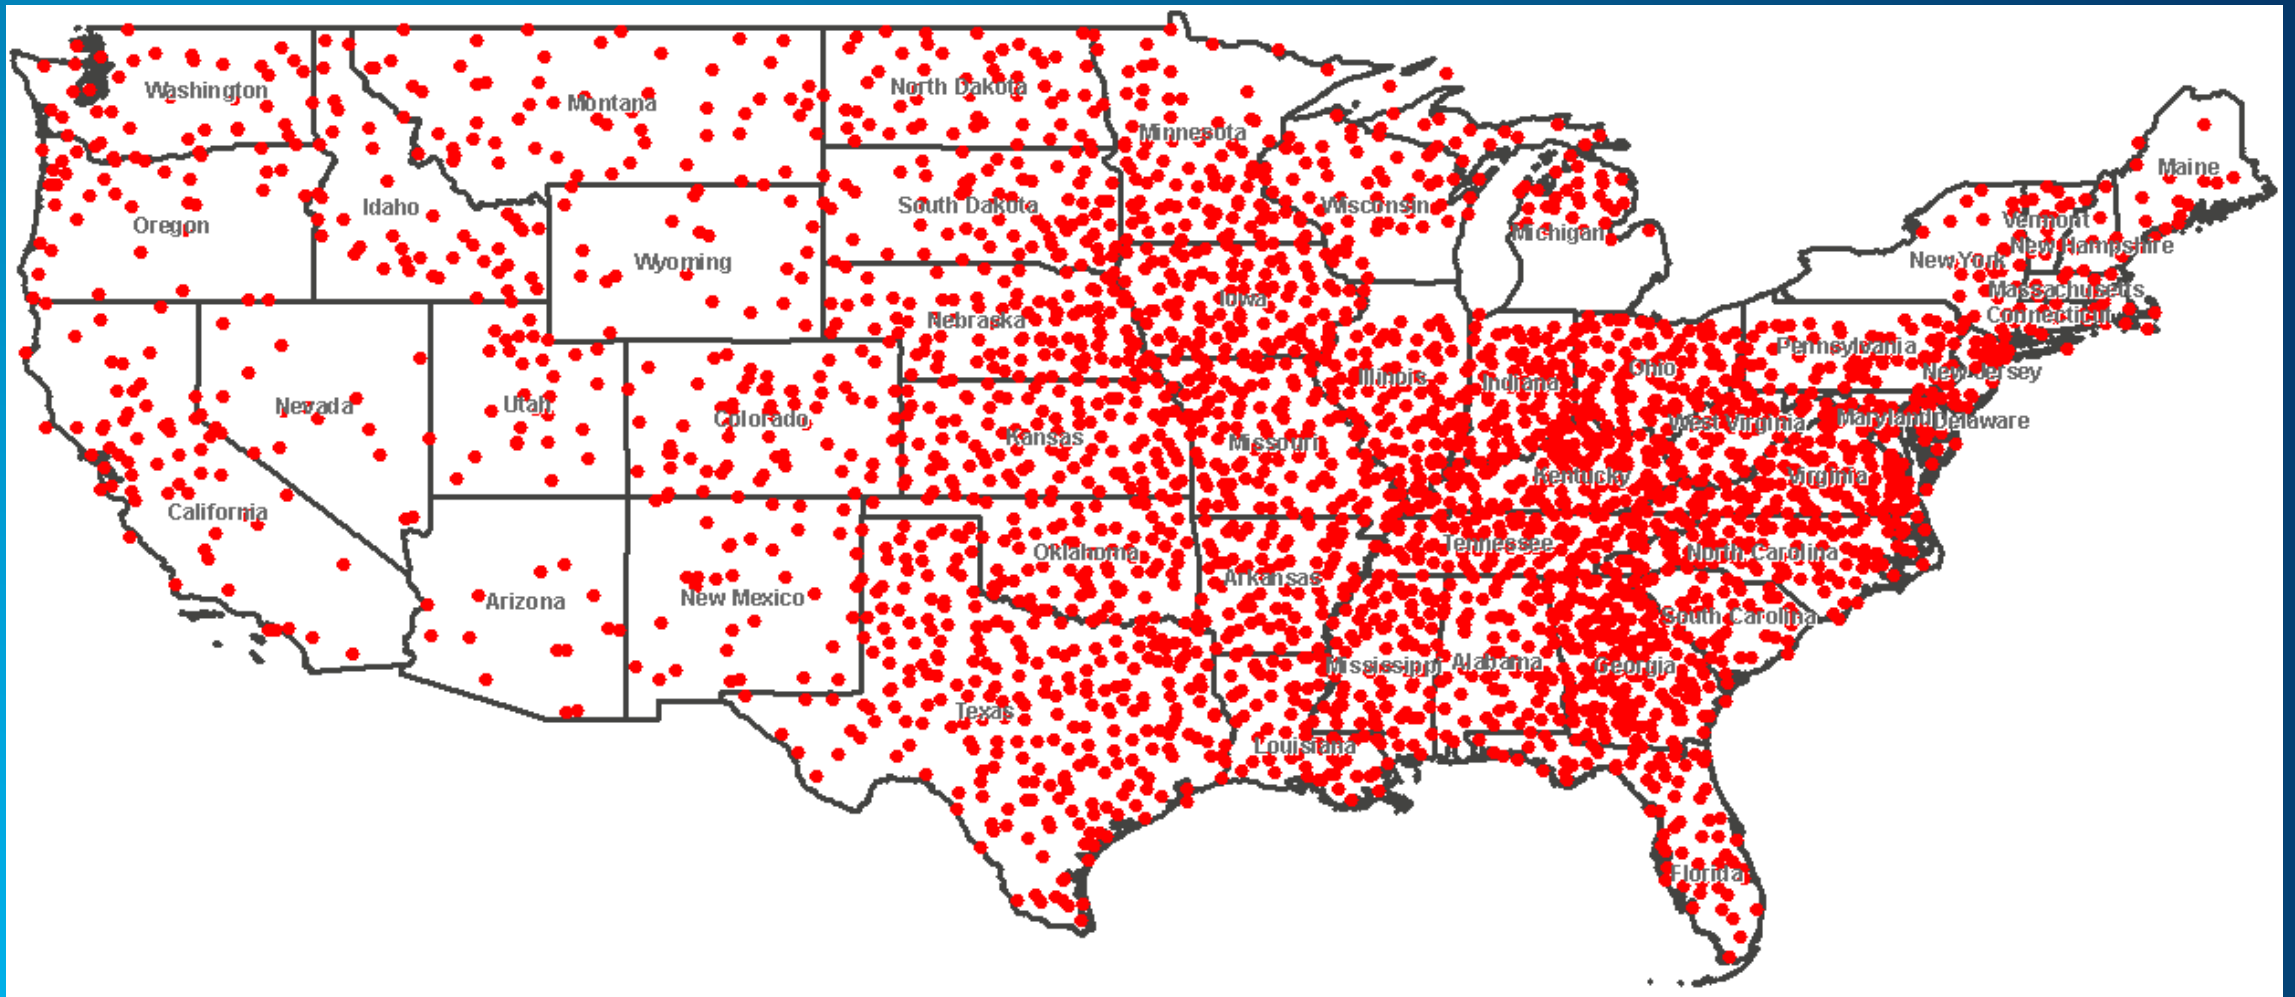 Washington
Montana
North Dakota
Minnesota
Maine
Oregon
Idaho
South Dakota
Wisconsin
Michigan
Vermont
New Hampshire
New York
Wyoming
Massachusetts
Iowa
Nebraska
Connecticut
Pennsylvania
New Jersey
Nevada
Utah
Colorado
Illinois
Indiana
Ohio
West Virginia
Maryland
Delaware
Kansas
Missouri
Kentucky
Virginia
California
Oklahoma
Tennessee
North Carolina
Arizona
New Mexico
Arkansas
South Carolina
Mississippi
Alabama
Georgia
Texas
Louisiana
Florida